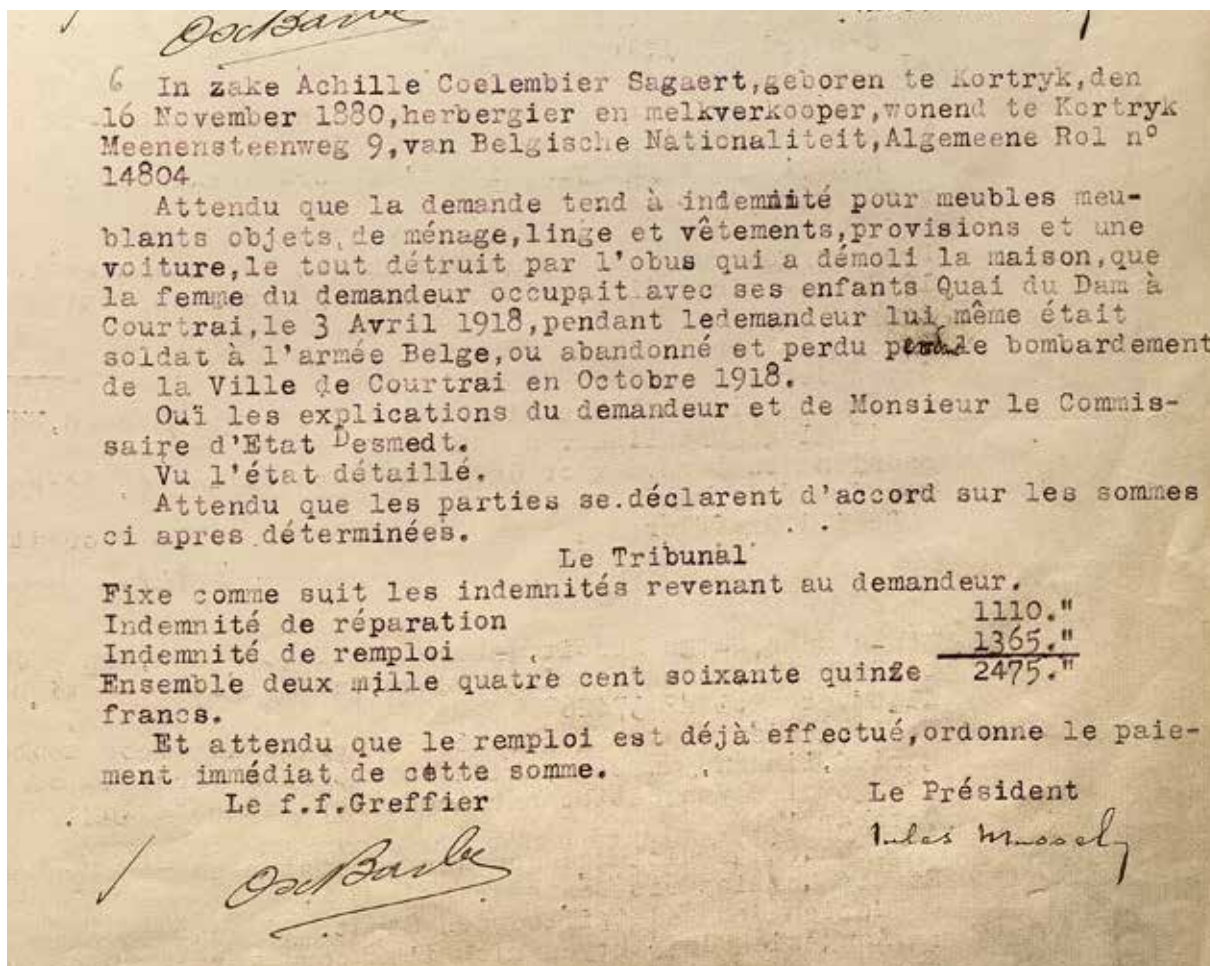 OscBarbe
6 In zake Achille Coelembier Sagaert,geboren te Kortryk,den
16 November 1880,herbergier en melkverkooper,wonend te Kortryk
Meenensteenweg 9,van Belgische Nationaliteit,Algemeene Rol nº
14804
Attendu que la demande tend à indemnité pour meubles meu-
blants objets,de ménage,linge et vêtements,provisions et une
voiture,le tout détruit par l'obus qui a démoli la maison,que
la femme du demandeur occupait avec ses enfants Quai du Dam à
Courtrai,le 3 Avril 1918,pendant ledemandeur lui même était
soldat à l'armée Belge,ou abandonné et perdu le bombardement
de la Ville de Courtrai en Octobre 1918.
Ouï les explications du demandeur et de Monsieur le Commis-
saire d'Etat Desmedt.
Vu l'état détaillé.
Attendu que les parties se.déclarent d'accord sur les sommes
ci apres déterminées.
Le Tribunal
Fixe comme suit les indemnités revenant au demandeur.
Indemnité de réparation 1110."
Indemnité de remploi 1365."
Ensemble deux mille quatre cent soixante quinze 2475."
francs.
Et attendu que le remploi est déjà effectué,ordonne le paie-
ment immédiat de cette somme.
Le f.f.Greffier Le Président
OscBarbe Jules Mussely